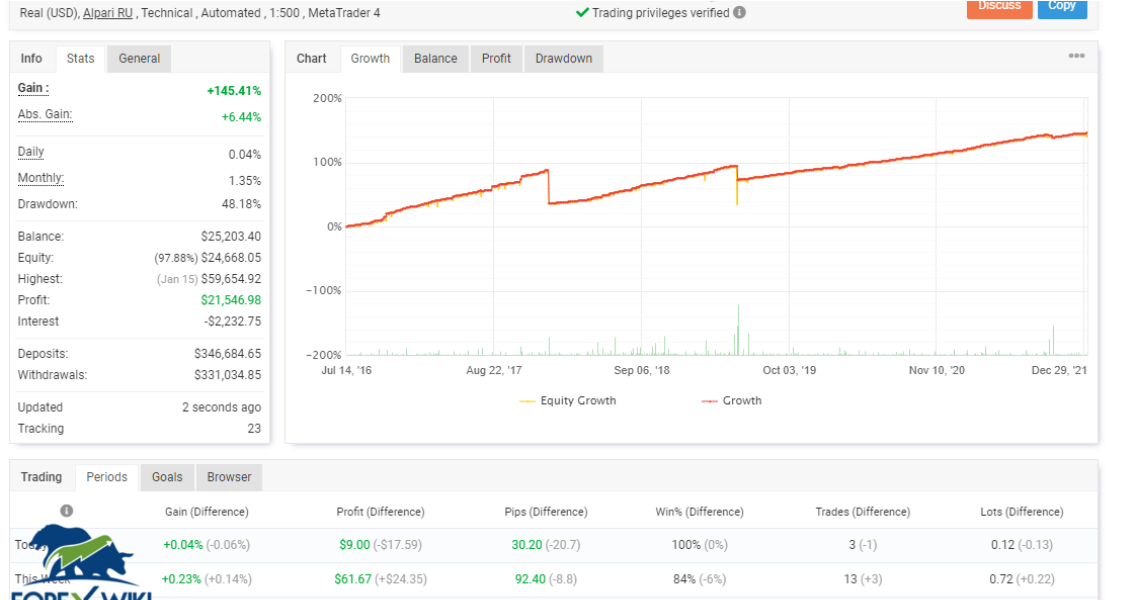 Real (USD), Alpari RU , Technical , Automated , 1:500 , MetaTrader 4
Trading privileges verified
Discuss
Copy
Info Stats General
Gain : +145.41%
Abs. Gain: +6.44%
Daily 0.04%
Monthly: 1.35%
Drawdown: 48.18%
Balance: $25,203.40
Equity: (97.88%) $24,668.05
Highest: (Jan 15) $59,654.92
Profit: $21,546.98
Interest -$2,232.75
Deposits: $346,684.65
Withdrawals: $331,034.85
Updated 2 seconds ago
Tracking 23
Chart Growth Balance Profit Drawdown
200%
100%
0%
-100%
-200%
Jul 14, '16 Aug 22, '17 Sep 06, '18 Oct 03, '19 Nov 10, '20 Dec 29, '21
Equity Growth Growth
Trading Periods Goals Browser
Gain (Difference) Profit (Difference) Pips (Difference) Win% (Difference) Trades (Difference) Lots (Difference)
+0.04% (-0.06%) $9.00 (-$17.59) 30.20 (-20.7) 100% (0%) 3 (-1) 0.12 (-0.13)
This Week +0.23% (+0.14%) $61.67 (+$24.35) 92.40 (-8.8) 84% (-6%) 13 (+3) 0.72 (+0.22)
FOREX WIKI